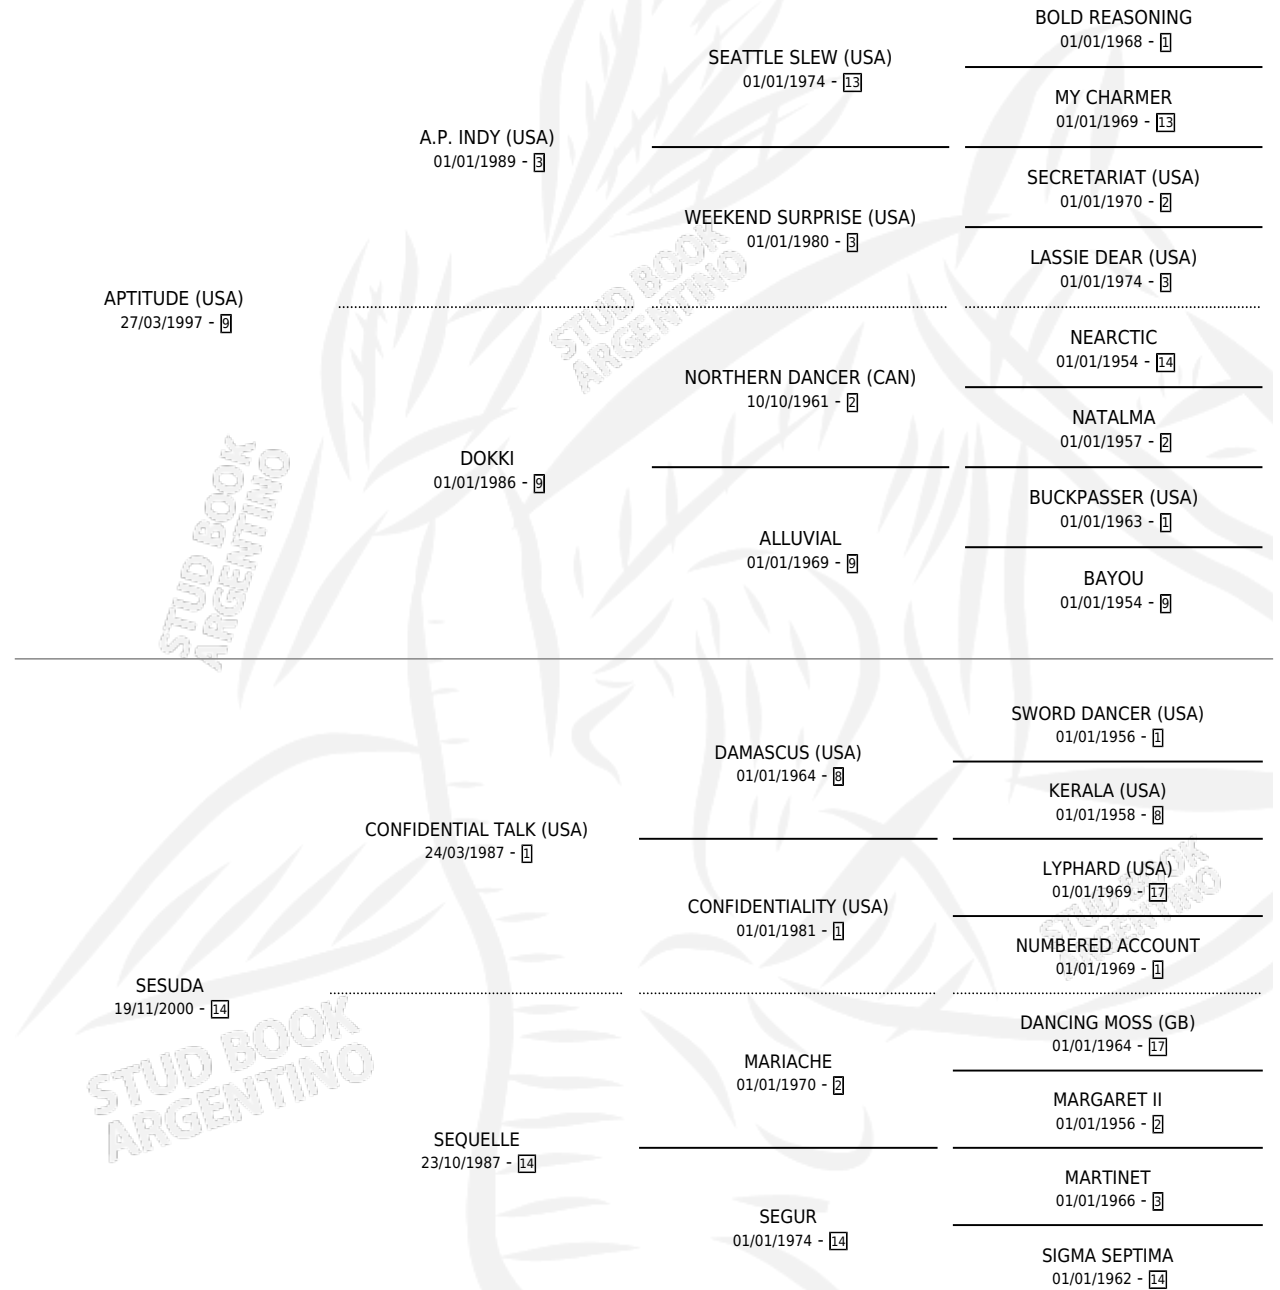 BOLD REASONING
01/01/1968 - 1
SEATTLE SLEW (USA)
01/01/1974 - 13
MY CHARMER
01/01/1969 - 13
A.P. INDY (USA)
01/01/1989 - 3
SECRETARIAT (USA)
01/01/1970 - 2
WEEKEND SURPRISE (USA)
01/01/1980 - 3
LASSIE DEAR (USA)
01/01/1974 - 3
APTITUDE (USA)
27/03/1997 - 9
NEARCTIC
01/01/1954 - 14
NORTHERN DANCER (CAN)
10/10/1961 - 2
NATALMA
01/01/1957 - 2
DOKKI
01/01/1986 - 9
BUCKPASSER (USA)
01/01/1963 - 1
ALLUVIAL
01/01/1969 - 9
BAYOU
01/01/1954 - 9
STUD BOOK
ARGENTINO
STUD BOOK
ARGENTINO
SWORD DANCER (USA)
01/01/1956 - 1
DAMASCUS (USA)
01/01/1964 - 8
KERALA (USA)
01/01/1958 - 8
CONFIDENTIAL TALK (USA)
24/03/1987 - 1
LYPHARD (USA)
01/01/1969 - 17
CONFIDENTIALITY (USA)
01/01/1981 - 1
NUMBERED ACCOUNT
01/01/1969 - 1
SESUDA
19/11/2000 - 14
DANCING MOSS (GB)
01/01/1964 - 17
MARIACHE
01/01/1970 - 2
MARGARET II
01/01/1956 - 2
SEQUELLE
23/10/1987 - 14
MARTINET
01/01/1966 - 3
SEGUR
01/01/1974 - 14
SIGMA SEPTIMA
01/01/1962 - 14
STUD BOOK
ARGENTINO
STUD BOOK
ARGENTINO